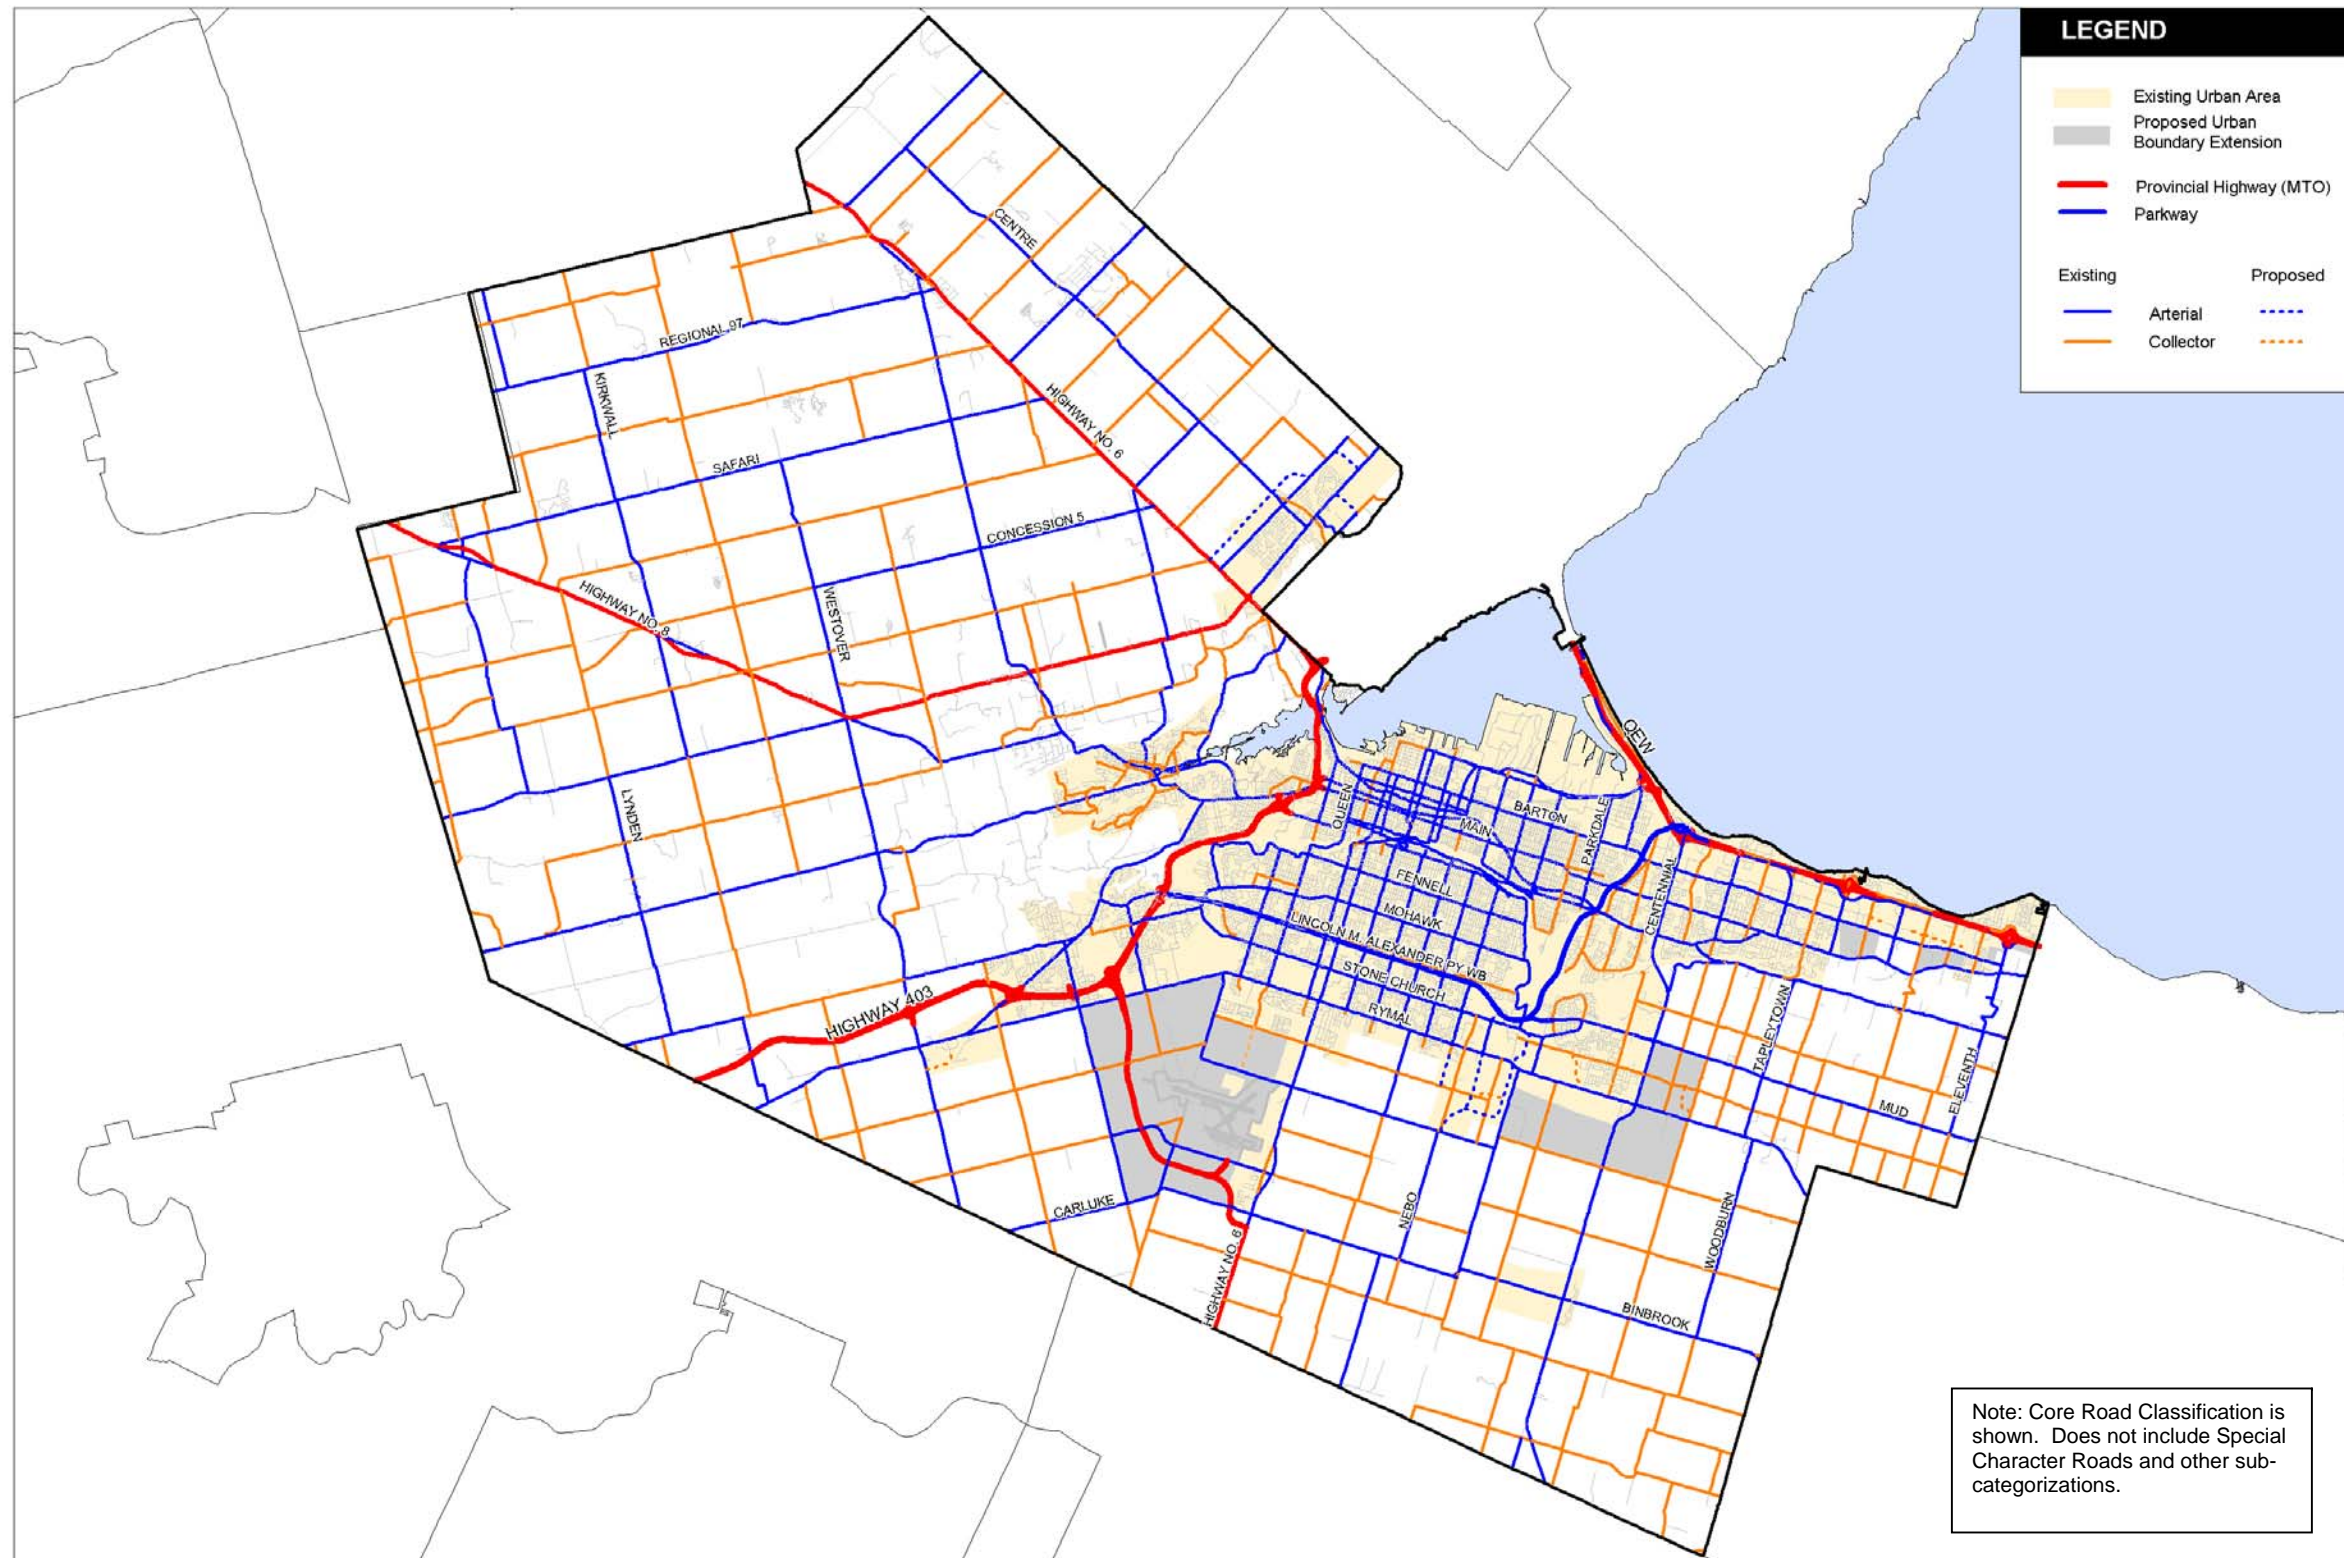 LEGEND
Existing Urban Area
Proposed Urban
Boundary Extension
Provincial Highway (MTO)
Parkway
Existing Proposed
Arterial
Collector
CENTRE
REGIONAL 97
KIRKWALL
HIGHWAY NO. 6
SAFARI
CONCESSION 5
HIGHWAY NO. 8
WESTOVER
QEW
LYNDEN
QUEEN
BARTON
MAIN
PARKDALE
CENTENNIAL
FENNELL
MOHAWK
LINCOLN M. ALEXANDER PY WB
STONE CHURCH
RYMAL
HIGHWAY 403
TAPLEYTOWN
ELEVENTH
MUD
CARLUKE
NEBO
WOODBURN
HIGHWAY NO. 6
BINBROOK
Note: Core Road Classification is
shown. Does not include Special
Character Roads and other sub-
categorizations.